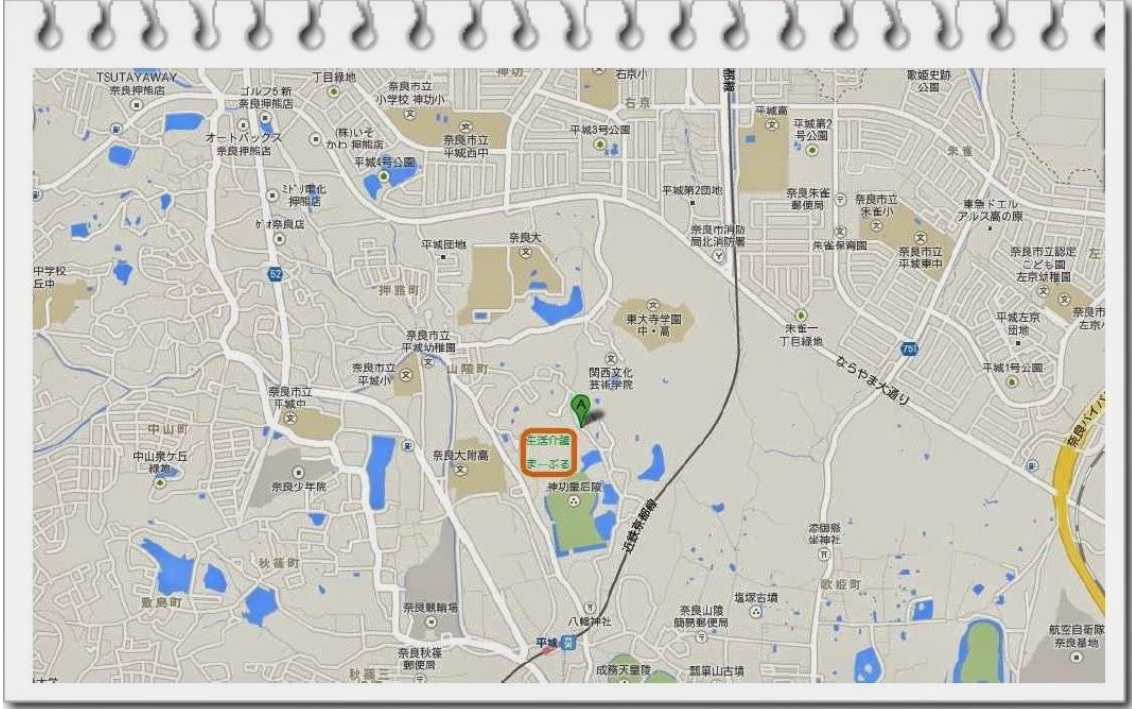 TSUTAYAWAY
奈良押熊店
ゴルフ5 新
奈良押熊店
丁目緑地
奈良市立
小学校 神功小
神功
右京小
右京
歌姫史跡
公園
オートバックス
奈良押熊店
(株)いそ
かわ 押熊店
奈良市立
平城西中
平城3号公園
平城高
平城第2
号公園
朱雀
平城4号公園
ミドリ電化
押熊店
平城第2団地
奈良朱雀
郵便局
奈良市立
朱雀小
東急ドエル
アルス高の原
ケオ奈良店
平城団地
奈良大
奈良市消防
局北消防署
朱雀保育園
奈良市立
平城東中
奈良市立認定
こども園
左京幼稚園
左
中学校
丘中
52
押熊町
東大寺学園
中・高
朱雀一
丁目緑地
平城左京
団地
奈良市
左京小
奈良市立
平城幼稚園
751
奈良市立
平城小
山陵町
関西文化
芸術学院
ならやま大通り
平城1号公園
奈良市立
平城中
A
奈良バイパ
中山町
生活介護
まーぶる
中山泉ケ丘
緑地
奈良少年院
奈良大附高
神功皇后陵
近鉄京都線
添御縣
坐神社
秋篠町
敷島町
歌姫町
奈良競輪場
八幡神社
奈良山陵
簡易郵便局
塩塚古墳
平城
奈良秋篠
郵便局
航空自衛隊
奈良基地
秋篠三
成務天皇陵
瓢箪山古墳